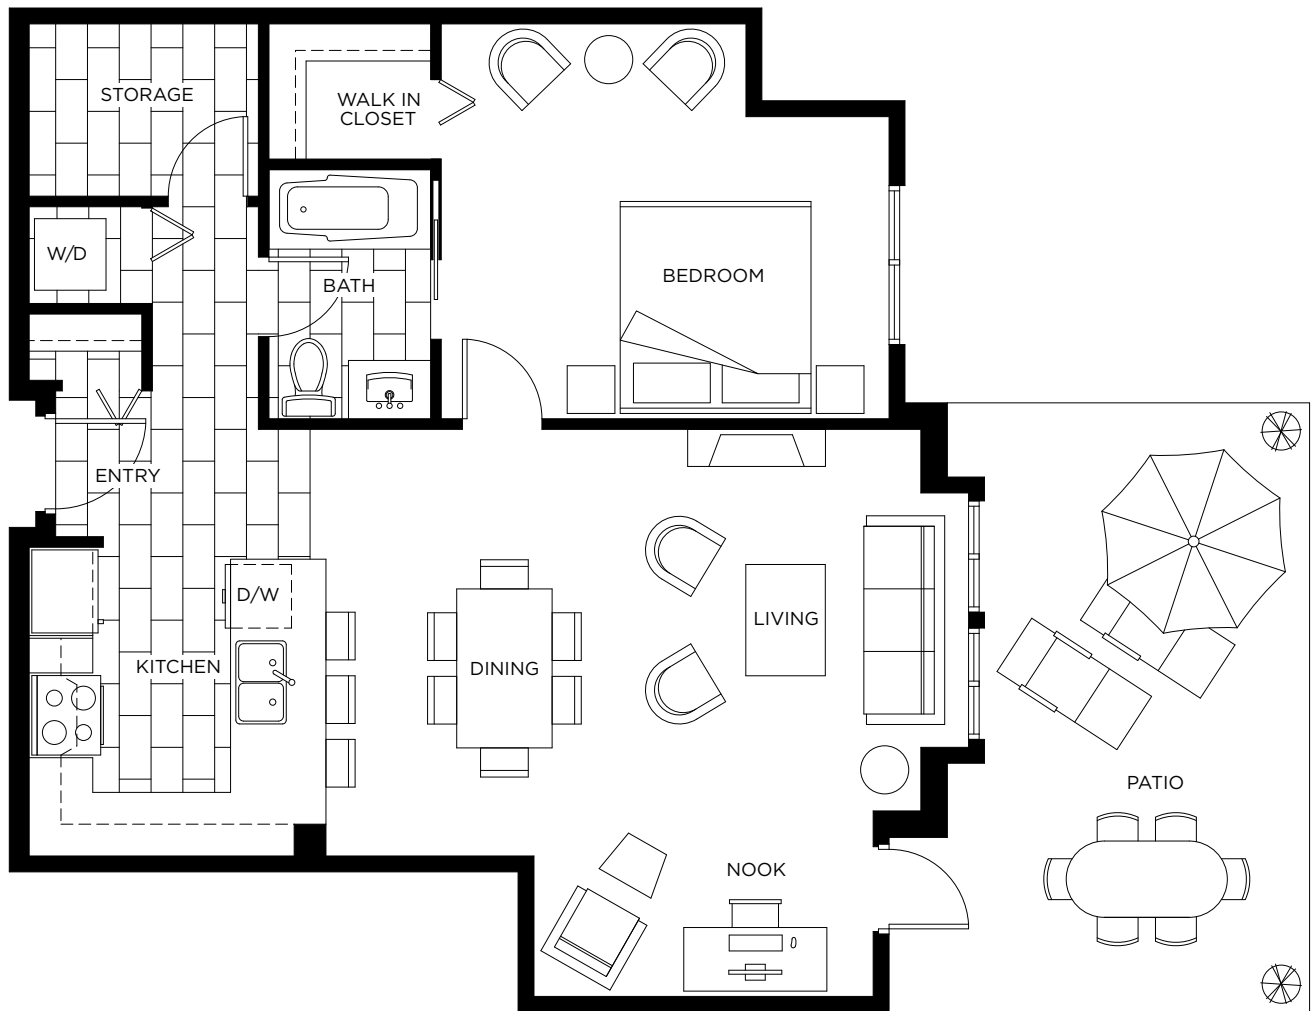 STORAGE
WALK IN
CLOSET
W/D
BATH
BEDROOM
ENTRY
D/W
KITCHEN
DINING
LIVING
PATIO
NOOK